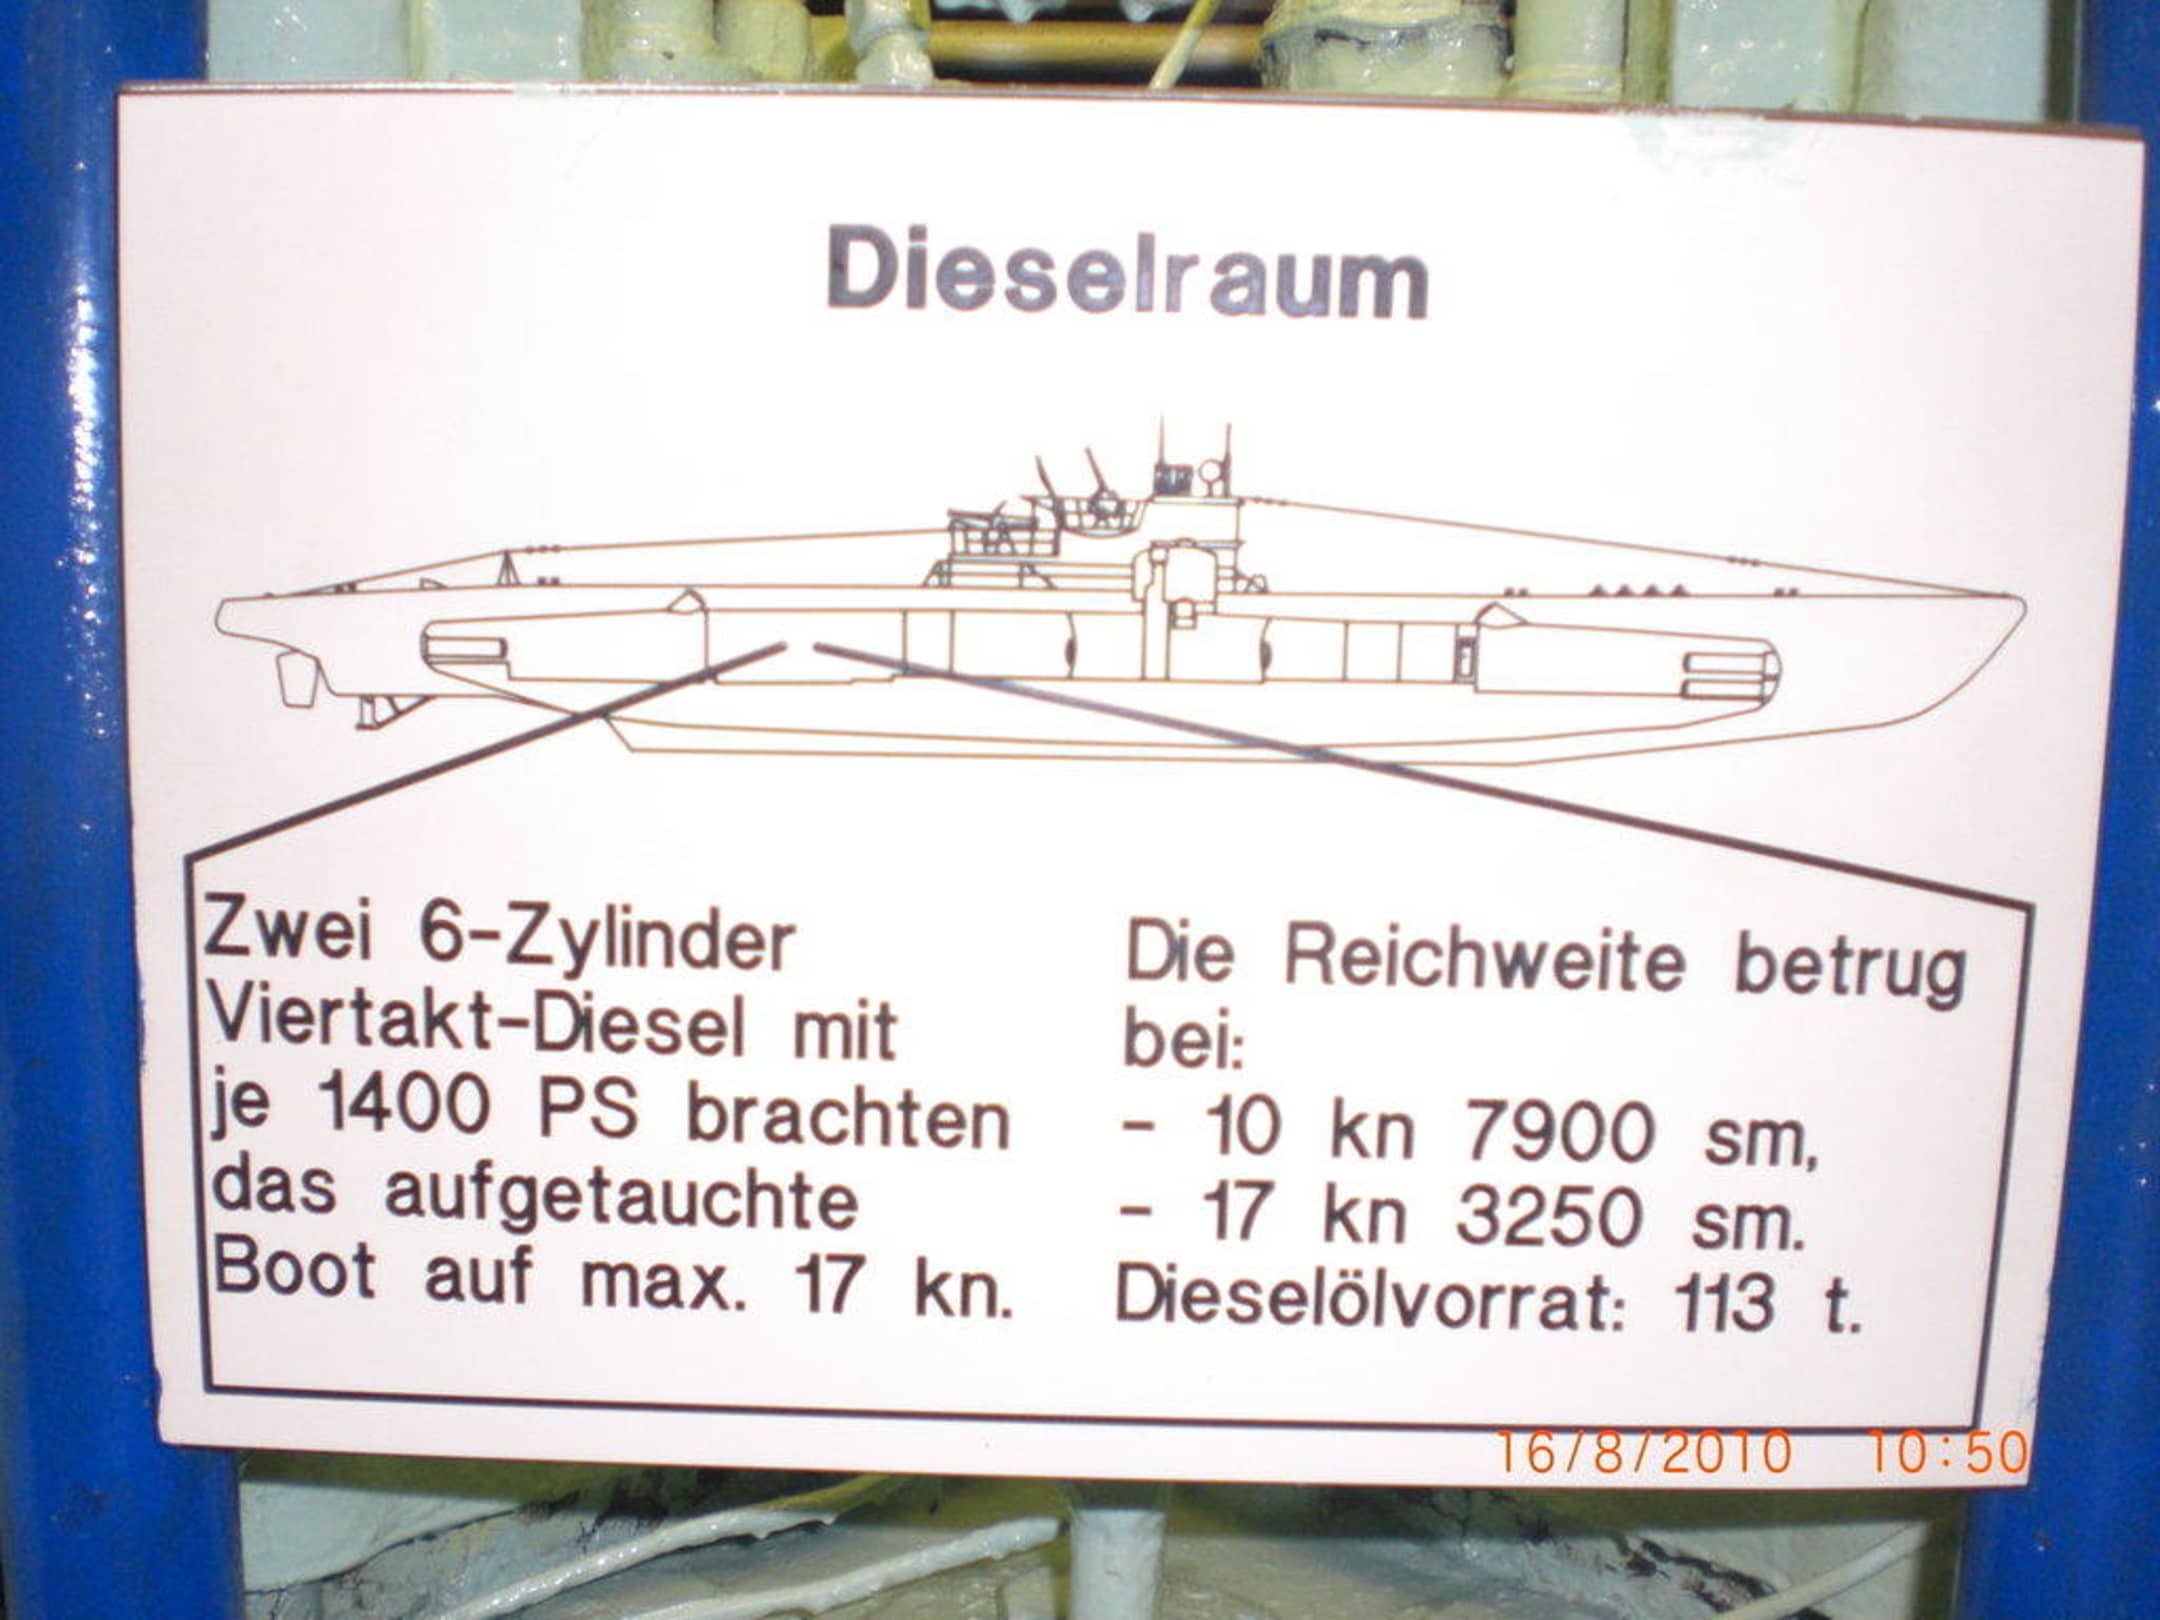 Dieselraum
Zwei 6-Zylinder
Viertakt-Diesel mit
je 1400 PS brachten
das aufgetauchte
Boot auf max. 17 kn.
Die Reichweite betrug
bei:
- 10 kn 7900 sm,
- 17 kn 3250 sm.
Dieselölvorrat: 113 t.
16/8/2010 10:50